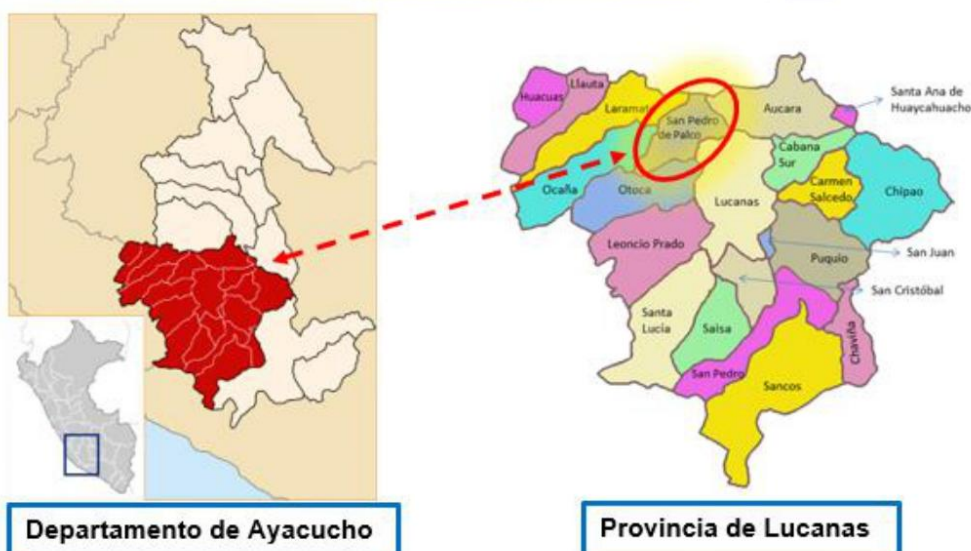 Huacuas
Llauta
Laramat
San Pedro
de Palco
Aucara
Santa Ana de
Huaycahuacho
Cabana
Sur
Ocaña
Otoca
Carmen
Salcedo
Chipao
Lucanas
Leoncio Prado
San Juan
Puquio
San Cristóbal
Santa
Lucía
Saisa
Chaviña
San Pedro
Sancos
Departamento de Ayacucho
Provincia de Lucanas